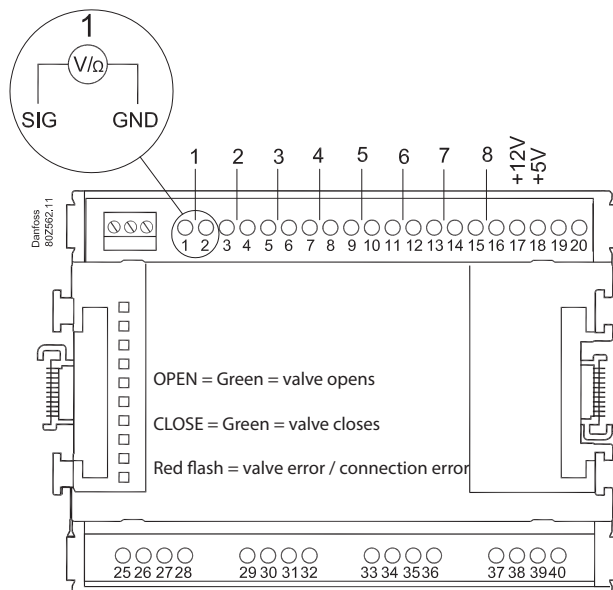 1
V/Ω
SIG GND
1 2 3 4 5 6 7 8 +12V +5V
Danfoss
80Z562.11
1 2 3 4 5 6 7 8 9 10 11 12 13 14 15 16 17 18 19 20
OPEN = Green = valve opens
CLOSE = Green = valve closes
Red flash = valve error / connection error
25 26 27 28 29 30 31 32 33 34 35 36 37 38 39 40